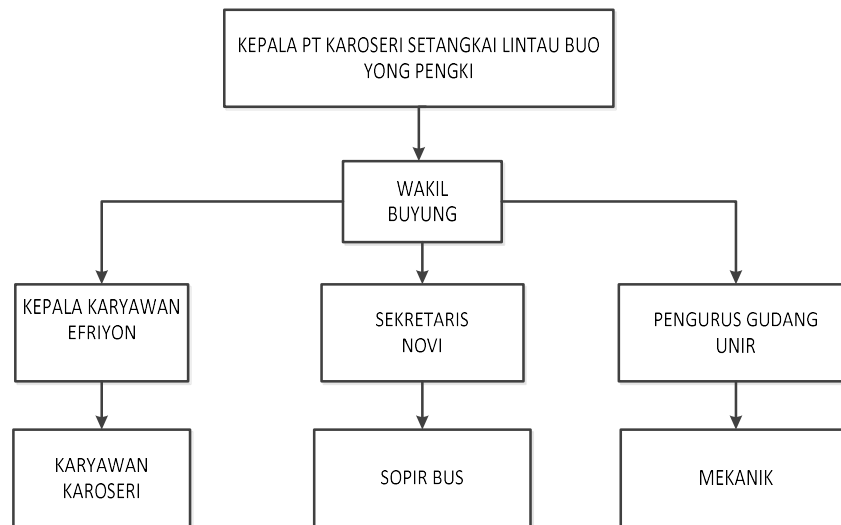 KEPALA PT KAROSERI SETANGKAI LINTAU BUO
YONG PENGKI
WAKIL
BUYUNG
KEPALA KARYAWAN
EFRIYON
SEKRETARIS
NOVI
PENGURUS GUDANG
UNIR
KARYAWAN
KAROSERI
SOPIR BUS
MEKANIK